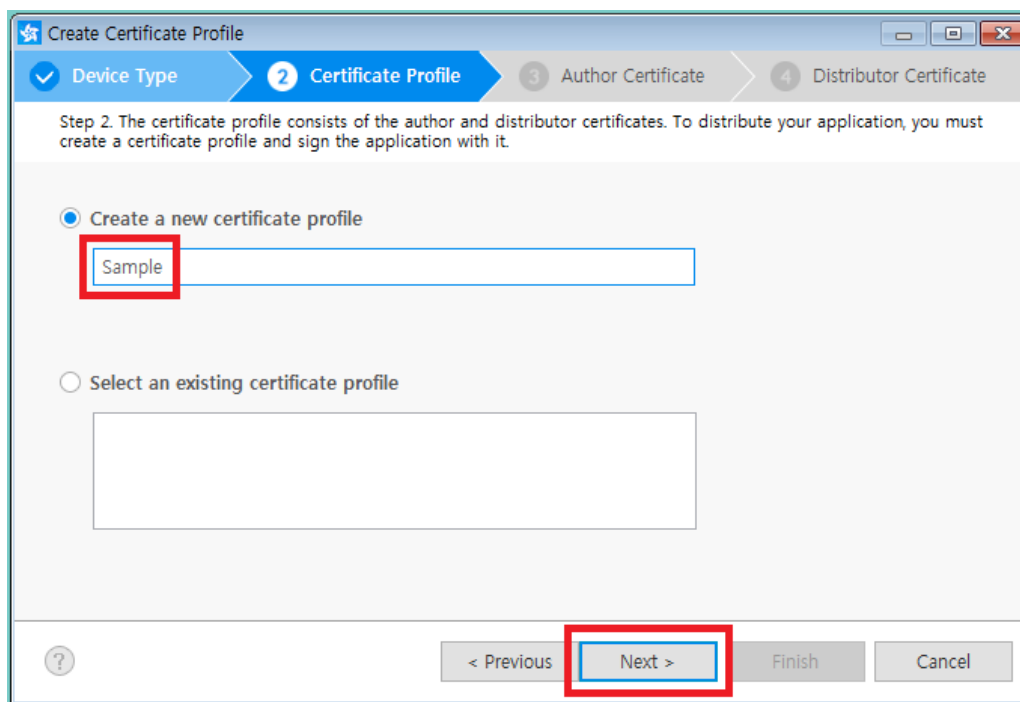 Create Certificate Profile
Device Type
2 Certificate Profile
3 Author Certificate
4 Distributor Certificate
Step 2. The certificate profile consists of the author and distributor certificates. To distribute your application, you must
create a certificate profile and sign the application with it.
Create a new certificate profile
Sample
Select an existing certificate profile
?
< Previous
Next >
Finish
Cancel